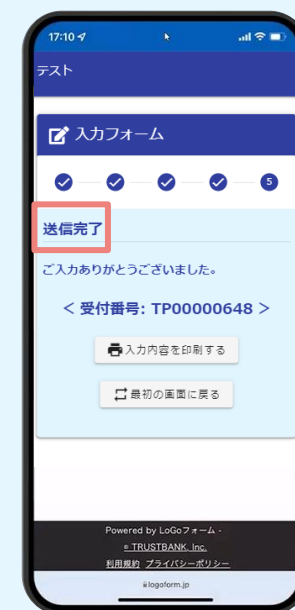 17:10
テスト
入力フォーム
5
送信完了
ご入力ありがとうございました。
< 受付番号: TP00000648 >
入力内容を印刷する
最初の画面に戻る
Powered by LoGoフォーム -
© TRUSTBANK, Inc.
利用規約 プライバシーポリシー
logoform.jp